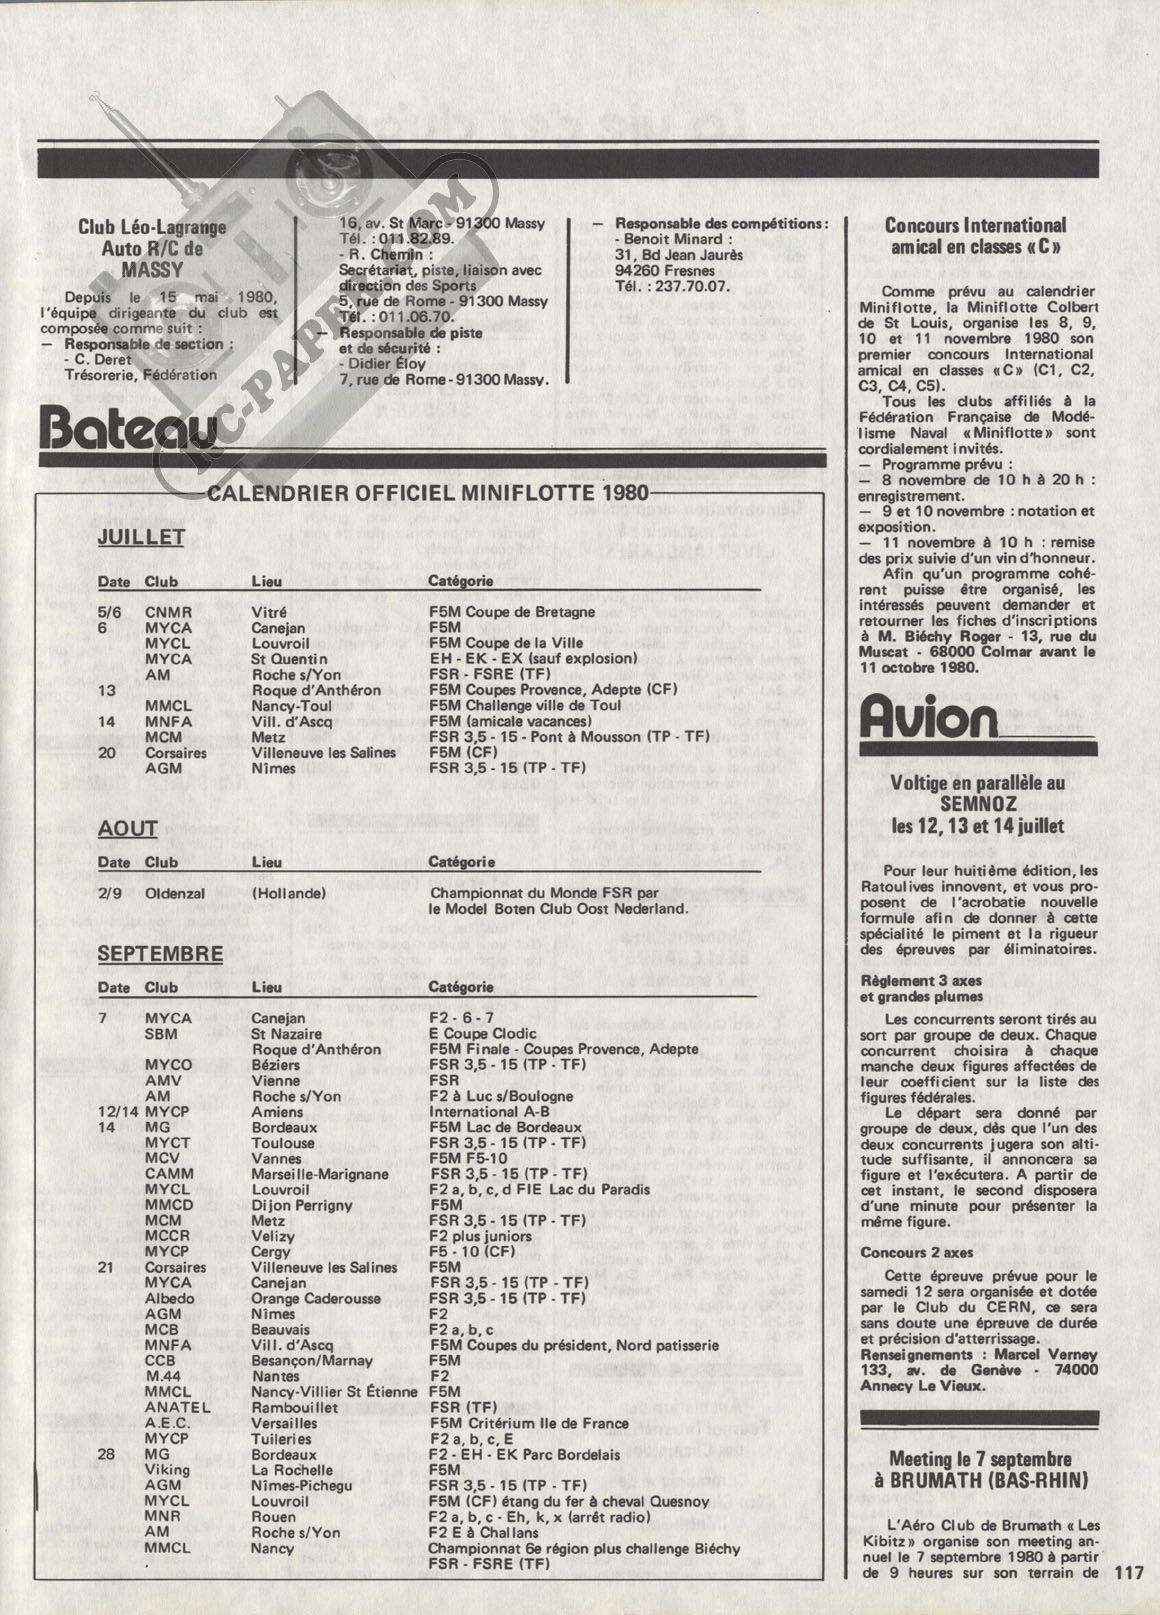 Club Léo-Lagrange
Auto R/C de
MASSY
Depuis le 15 mai 1980,
l'équipe dirigeante du club est
composée comme suit :
— Responsable de section :
- C. Deret
Trésorerie, Fédération
16, av. St Marc - 91300 Massy
Tél. : 011.82.89.
- R. Chemin :
Secrétariat, piste, liaison avec
direction des Sports
5, rue de Rome - 91300 Massy
Tél. : 011.06.70.
— Responsable de piste
et de sécurité :
- Didier Éloy
7, rue de Rome - 91300 Massy.
— Responsable des compétitions :
- Benoit Minard :
31, Bd Jean Jaurès
94260 Fresnes
Tél. : 237.70.07.
RC-PAPER.COM
Bateau
CALENDRIER OFFICIEL MINIFLOTTE 1980
JUILLET
Date Club Lieu Catégorie
5/6 CNMR Vitré F5M Coupe de Bretagne
6 MYCA Canejan F5M
MYCL Louvroil F5M Coupe de la Ville
MYCA St Quentin EH - EK - EX (sauf explosion)
AM Roche s/Yon FSR - FSRE (TF)
13 Roque d'Anthéron F5M Coupes Provence, Adepte (CF)
MMCL Nancy-Toul F5M Challenge ville de Toul
14 MNFA Vill. d'Ascq F5M (amicale vacances)
MCM Metz FSR 3,5 - 15 - Pont à Mousson (TP - TF)
20 Corsaires Villeneuve les Salines F5M (CF)
AGM Nîmes FSR 3,5 - 15 (TP - TF)
AOUT
Date Club Lieu Catégorie
2/9 Oldenzal (Hollande) Championnat du Monde FSR par
le Model Boten Club Oost Nederland.
SEPTEMBRE
Date Club Lieu Catégorie
7 MYCA Canejan F2 - 6 - 7
SBM St Nazaire E Coupe Clodic
Roque d'Anthéron F5M Finale - Coupes Provence, Adepte
MYCO Béziers FSR 3,5 - 15 (TP - TF)
AMV Vienne FSR
AM Roche s/Yon F2 à Luc s/Boulogne
12/14 MYCP Amiens International A-B
14 MG Bordeaux F5M Lac de Bordeaux
MYCT Toulouse FSR 3,5 - 15 (TP - TF)
MCV Vannes F5M F5-10
CAMM Marseille-Marignane FSR 3,5 - 15 (TP - TF)
MYCL Louvroil F2 a, b, c, d FIE Lac du Paradis
MMCD Dijon Perrigny F5M
MCM Metz FSR 3,5 - 15 (TP - TF)
MCCR Velizy F2 plus juniors
MYCP Cergy F5 - 10 (CF)
21 Corsaires Villeneuve les Salines F5M
MYCA Canejan FSR 3,5 - 15 (TP - TF)
Albedo Orange Caderousse FSR 3,5 - 15 (TP - TF)
AGM Nîmes F2
MCB Beauvais F2 a, b, c
MNFA Vill. d'Ascq F5M Coupes du président, Nord patisserie
CCB Besançon/Marnay F5M
M.44 Nantes F2
MMCL Nancy-Villier St Étienne F5M
ANATEL Rambouillet FSR (TF)
A.E.C. Versailles F5M Critérium Ile de France
MYCP Tuileries F2 a, b, c, E
28 MG Bordeaux F2 - EH - EK Parc Bordelais
Viking La Rochelle F5M
AGM Nîmes-Pichegu FSR 3,5 - 15 (TP - TF)
MYCL Louvroil F5M (CF) étang du fer à cheval Quesnoy
MNR Rouen F2 a, b, c - Eh, k, x (arrêt radio)
AM Roche s/Yon F2 E à Challans
MMCL Nancy Championnat 6e région plus challenge Biéchy
FSR - FSRE (TF)
Concours International
amical en classes «C»
Comme prévu au calendrier
Miniflotte, la Miniflotte Colbert
de St Louis, organise les 8, 9,
10 et 11 novembre 1980 son
premier concours International
amical en classes «C» (C1, C2,
C3, C4, C5).
Tous les clubs affiliés à la
Fédération Française de Modé-
lisme Naval «Miniflotte» sont
cordialement invités.
— Programme prévu :
— 8 novembre de 10 h à 20 h :
enregistrement.
— 9 et 10 novembre : notation et
exposition.
— 11 novembre à 10 h : remise
des prix suivie d'un vin d'honneur.
Afin qu'un programme cohé-
rent puisse être organisé, les
intéressés peuvent demander et
retourner les fiches d'inscriptions
à M. Biéchy Roger - 13, rue du
Muscat - 68000 Colmar avant le
11 octobre 1980.
Avion
Voltige en parallèle au
SEMNOZ
les 12, 13 et 14 juillet
Pour leur huitième édition, les
Ratoulives innovent, et vous pro-
posent de l'acrobatie nouvelle
formule afin de donner à cette
spécialité le piment et la rigueur
des épreuves par éliminatoires.
Règlement 3 axes
et grandes plumes
Les concurrents seront tirés au
sort par groupe de deux. Chaque
concurrent choisira à chaque
manche deux figures affectées de
leur coefficient sur la liste des
figures fédérales.
Le départ sera donné par
groupe de deux, dès que l'un des
deux concurrents jugera son alti-
tude suffisante, il annoncera sa
figure et l'exécutera. A partir de
cet instant, le second disposera
d'une minute pour présenter la
même figure.
Concours 2 axes
Cette épreuve prévue pour le
samedi 12 sera organisée et dotée
par le Club du CERN, ce sera
sans doute une épreuve de durée
et précision d'atterrissage.
Renseignements : Marcel Verney
133, av. de Genève - 74000
Annecy Le Vieux.
Meeting le 7 septembre
à BRUMATH (BAS-RHIN)
L'Aéro Club de Brumath «Les
Kibitz» organise son meeting an-
nuel le 7 septembre 1980 à partir
de 9 heures sur son terrain de
117